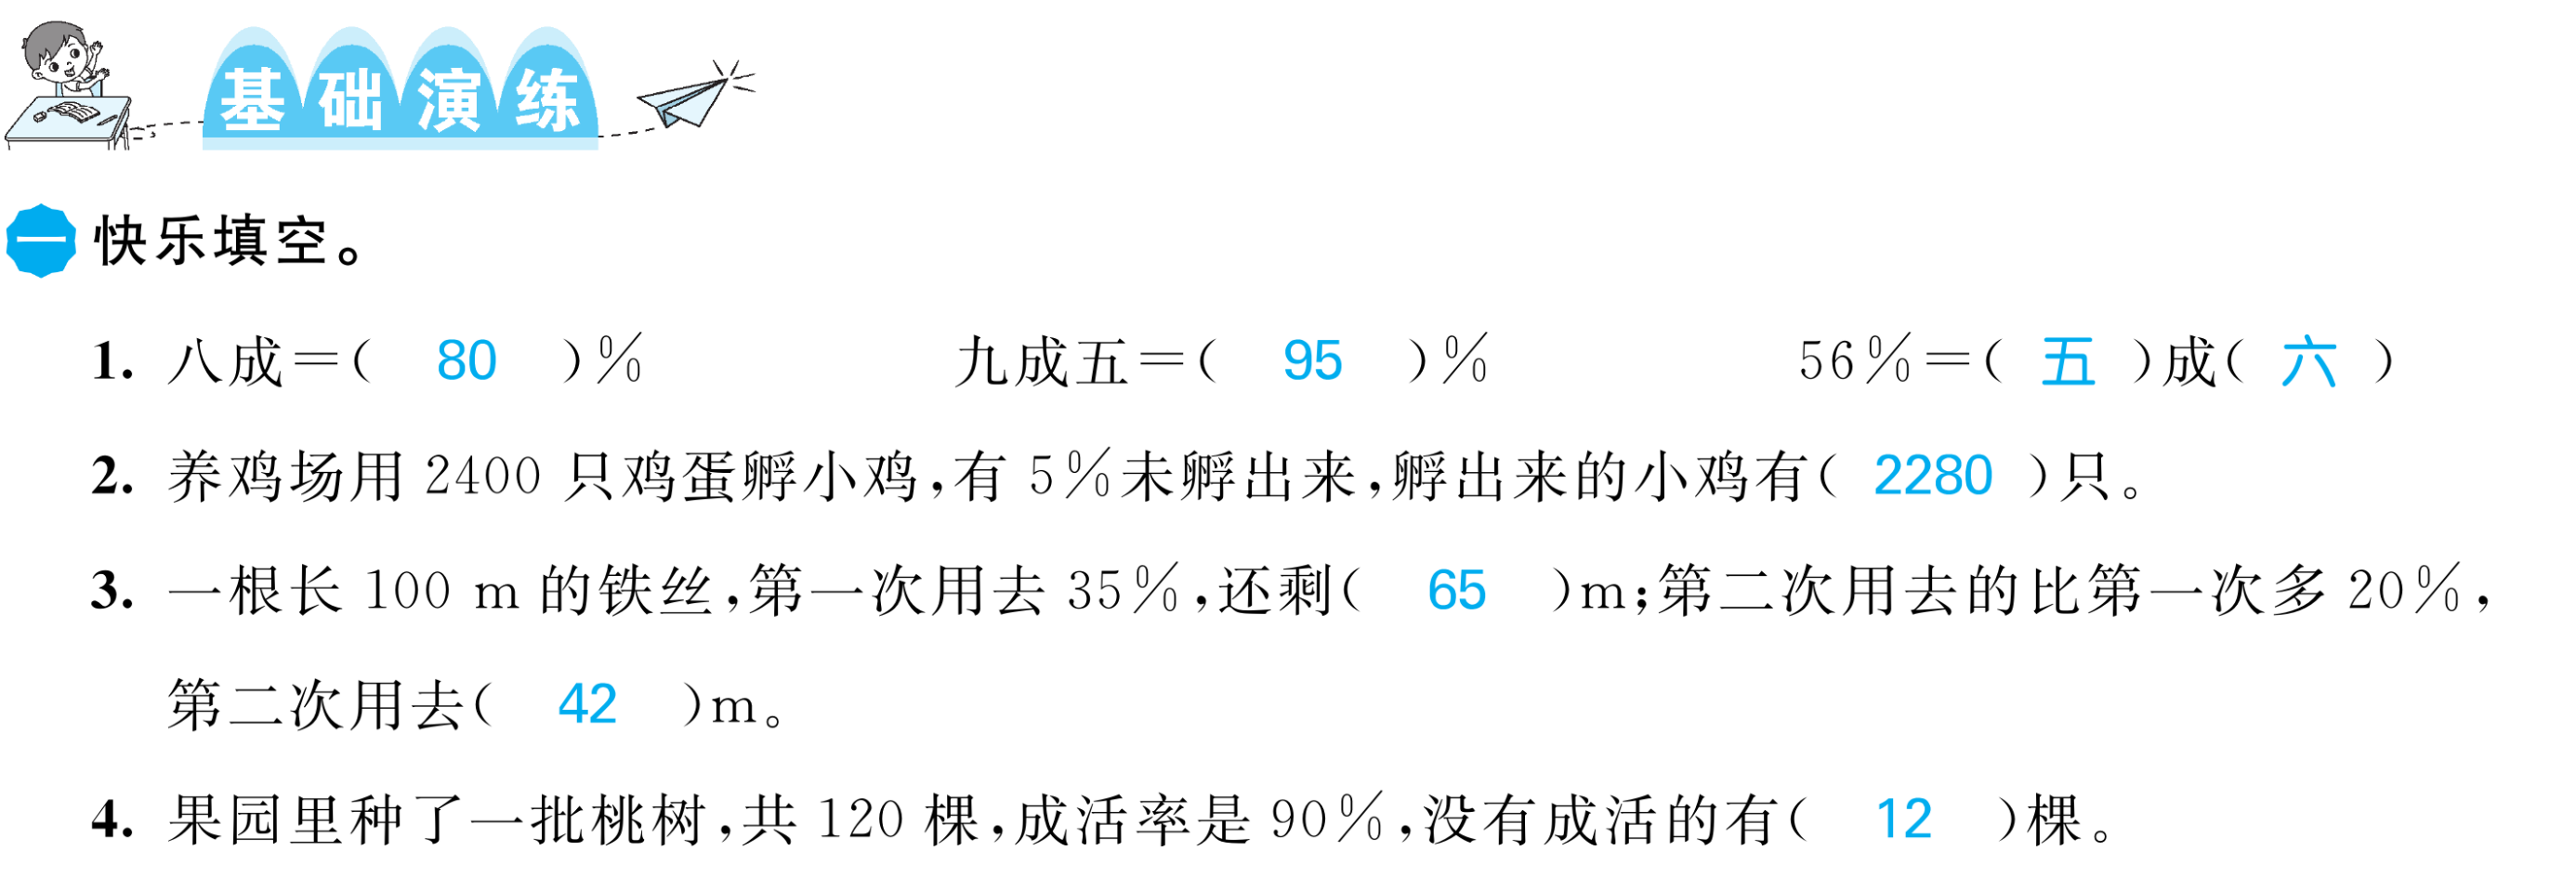 基础演练
一 快乐填空。
1. 八成=( 80 )% 九成五=( 95 )% 56%=( 五 )成( 六 )
2. 养鸡场用 2400 只鸡蛋孵小鸡,有 5%未孵出来,孵出来的小鸡有( 2280 )只。
3. 一根长 100 m 的铁丝,第一次用去 35%,还剩( 65 )m;第二次用去的比第一次多 20%,
第二次用去( 42 )m。
4. 果园里种了一批桃树,共 120 棵,成活率是 90%,没有成活的有( 12 )棵。